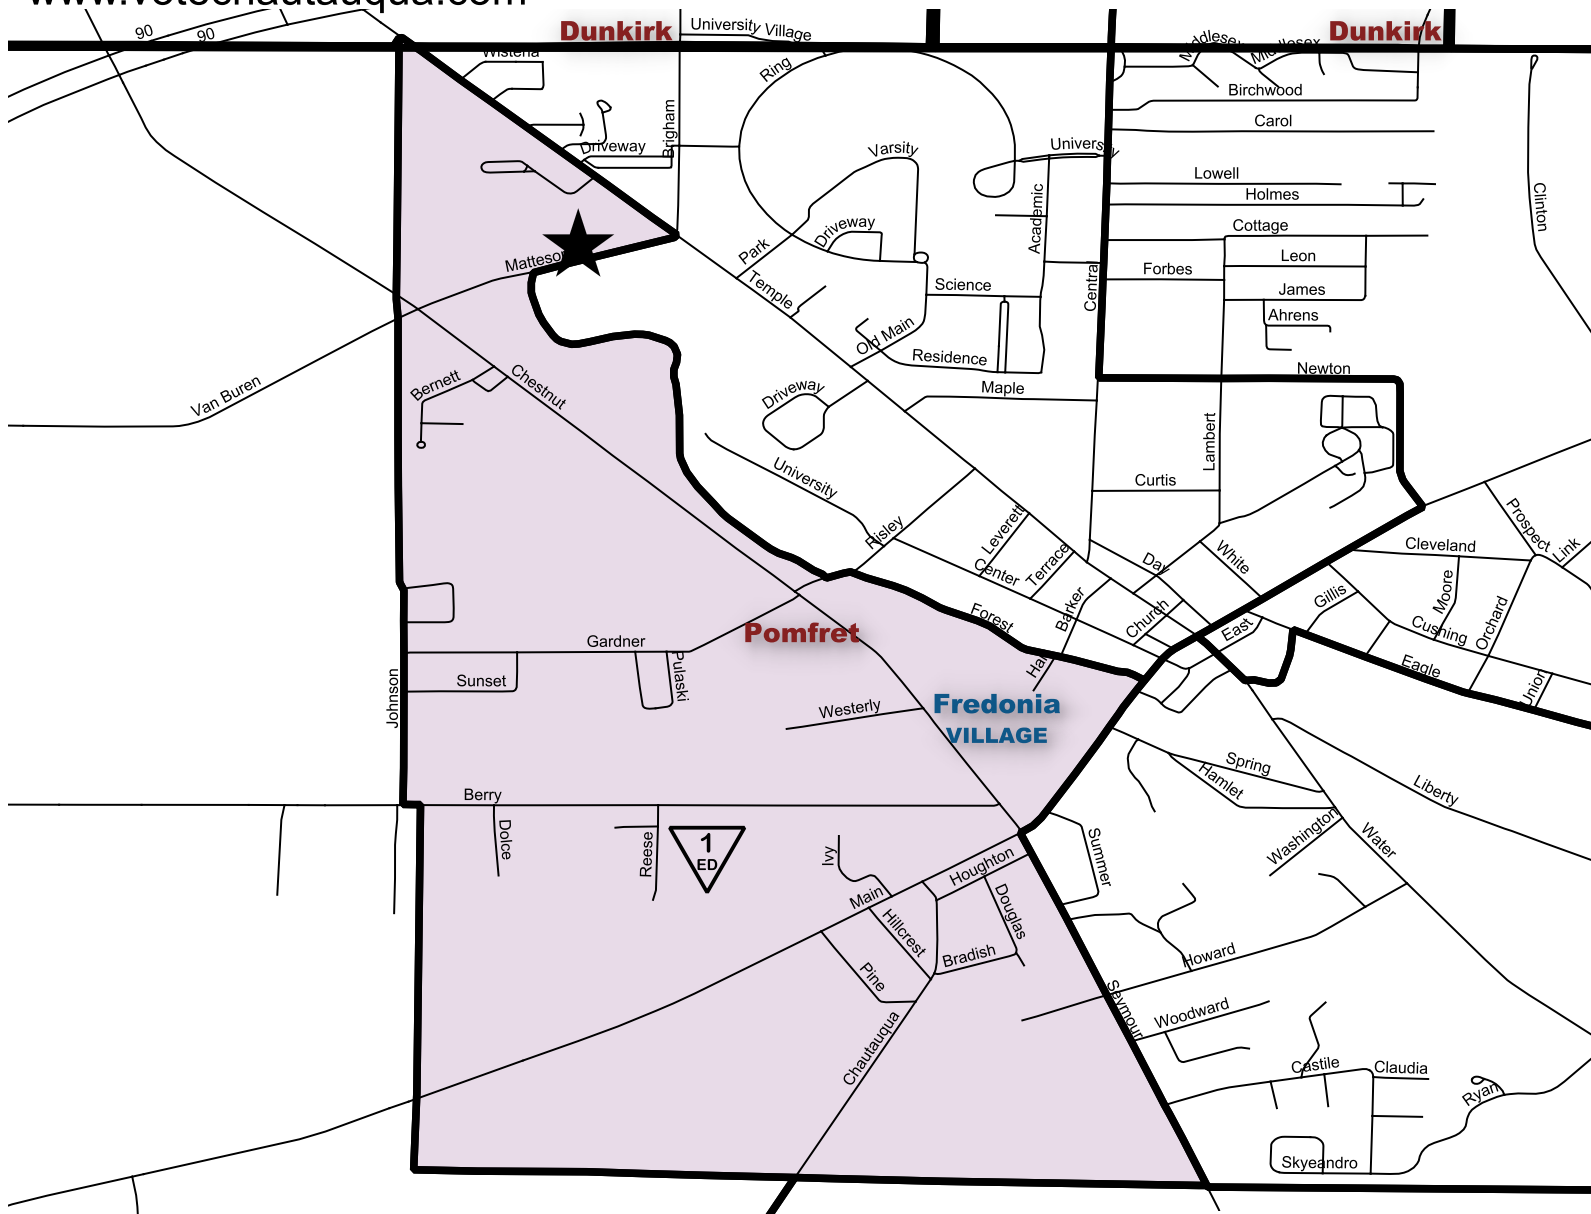 www.votechautauqua.com
90
90
Dunkirk
University Village
Dunkirk
Wisteria
Ring
Middlesex
Middlesex
Birchwood
Carol
Brigham
Driveway
Varsity
University
Lowell
Holmes
Clinton
Cottage
Academic
Driveway
Park
Matteson
Leon
Forbes
Central
Science
James
Temple
Ahrens
Old Main
Residence
Newton
Bernett
Chestnut
Van Buren
Driveway
Maple
Lambert
University
Curtis
Risley
Leverett
Prospect
Link
Center
Terrace
Day
White
Cleveland
Moore
Gillis
Barker
Church
Forest
East
Cushing
Orchard
Pomfret
Gardner
Eagle
Sunset
Pulaski
Union
Johnson
Westerly
Fredonia
VILLAGE
Spring
Hamlet
Liberty
Berry
Dolce
Reese
1
ED
Ivy
Summer
Washington
Water
Houghton
Main
Douglas
Hillcrest
Bradish
Pine
Howard
Seymour
Woodward
Chautauqua
Castile
Claudia
Ryan
Skyeandro